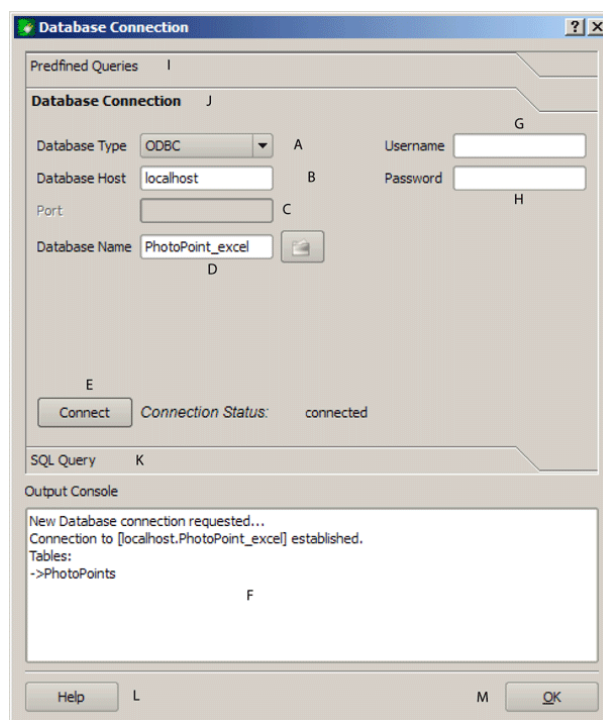 Database Connection
Predfined Queries I
Database Connection J
G
Database Type ODBC A Username
Database Host localhost B Password
H
Port C
Database Name PhotoPoint_excel
D
E
Connect Connection Status: connected
SQL Query K
Output Console
New Database connection requested...
Connection to [localhost.PhotoPoint_excel] established.
Tables:
->PhotoPoints
F
Help L M OK